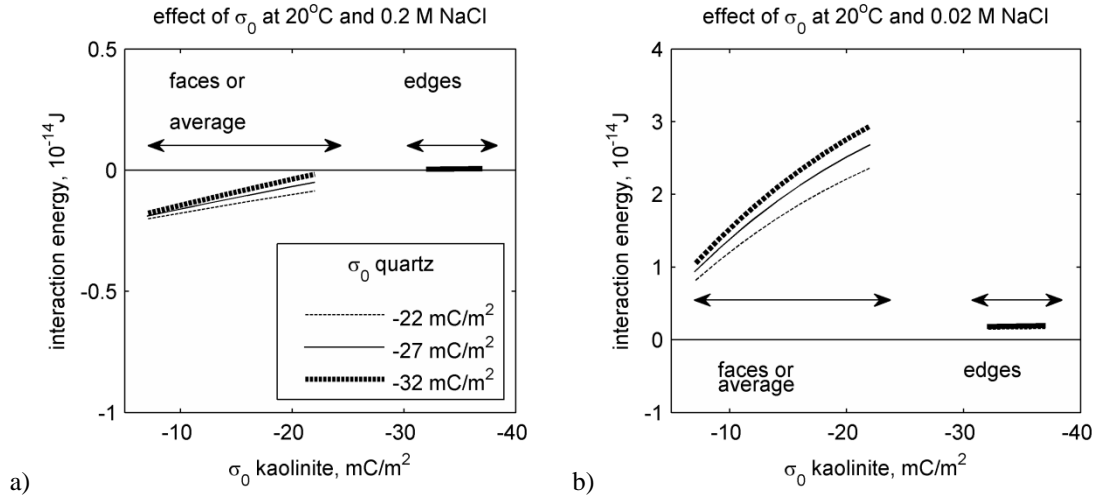 effect of σ0 at 20°C and 0.2 M NaCl
0.5
0
-0.5
-1
interaction energy, 10-14J
faces or
average
edges
σ0 quartz
-22 mC/m2
-27 mC/m2
-32 mC/m2
-10
-20
-30
-40
σ0 kaolinite, mC/m2
a)
effect of σ0 at 20°C and 0.02 M NaCl
4
3
2
1
0
-1
interaction energy, 10-14J
faces or
average
edges
-10
-20
-30
-40
σ0 kaolinite, mC/m2
b)